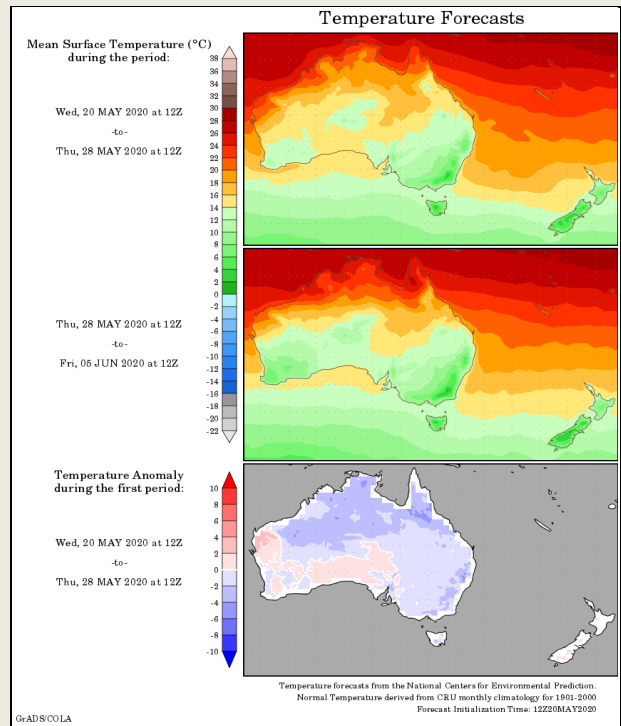 Temperature Forecasts
Mean Surface Temperature (°C)
during the period:
Wed, 20 MAY 2020 at 12Z
-to-
Thu, 28 MAY 2020 at 12Z
38
36
34
32
30
28
26
24
22
20
18
16
14
12
10
8
6
4
2
0
-2
-4
-6
-8
-10
-12
-14
-16
-18
-20
-22
Thu, 28 MAY 2020 at 12Z
-to-
Fri, 05 JUN 2020 at 12Z
Temperature Anomaly
during the first period:
Wed, 20 MAY 2020 at 12Z
-to-
Thu, 28 MAY 2020 at 12Z
10
8
6
4
2
0
-2
-4
-6
-8
-10
Temperature forecasts from the National Centers for Environmental Prediction.
Normal Temperature derived from CRU monthly climatology for 1901-2000
Forecast Initialization Time: 12Z20MAY2020
GrADS/COLA